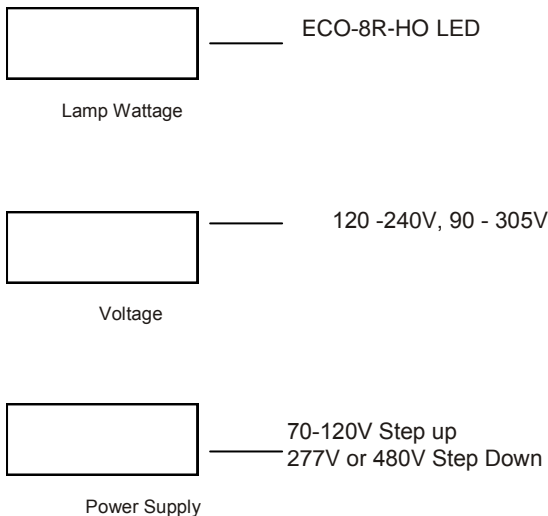 ECO-8R-HO LED
Lamp Wattage
120 -240V, 90 - 305V
Voltage
70-120V Step up
277V or 480V Step Down
Power Supply